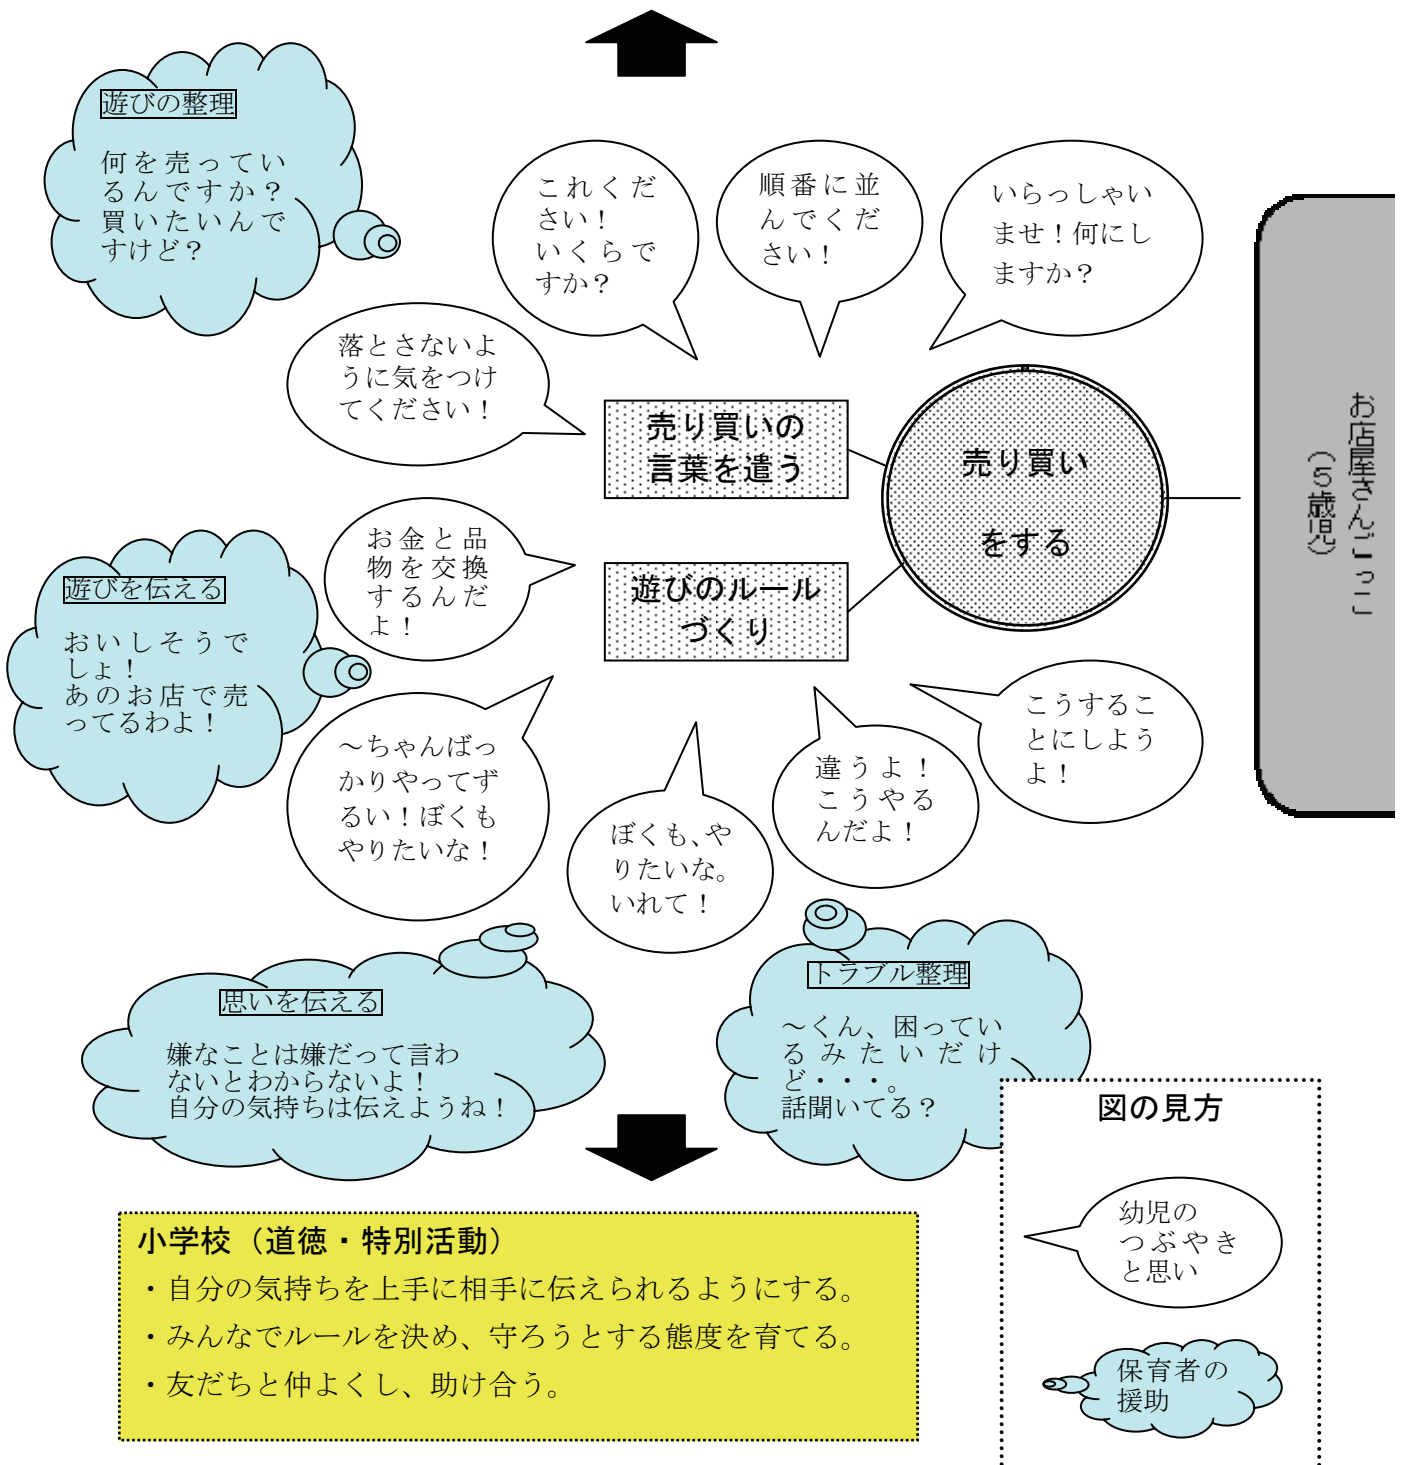 遊びの整理
何を売ってい
るんですか？
買いたいんで
すけど？
これくだ
さい！
いくらで
すか？
順番に並
んでくだ
さい！
いらっしゃい
ませ！何にし
ますか？
落とさないよ
うに気をつけ
てください！
売り買いの
言葉を遣う
売り買い
をする
お店屋さんごっこ
（５歳児）
お金と品
物を交換
するんだ
よ！
遊びのルール
づくり
遊びを伝える
おいしそうで
しょ！
あのお店で売
ってるわよ！
～ちゃんばっ
かりやってず
るい！ぼくも
やりたいな！
ぼくも、や
りたいな。
いれて！
違うよ！
こうやる
んだよ！
こうするこ
とにしよう
よ！
思いを伝える
嫌なことは嫌だって言わ
ないとわからないよ！
自分の気持ちは伝えようね！
トラブル整理
～くん、困ってい
るみたいだけ
ど・・・。
話聞いてる？
図の見方
幼児の
つぶやき
と思い
保育者の
援助
小学校（道徳・特別活動）
・自分の気持ちを上手に相手に伝えられるようにする。
・みんなでルールを決め、守ろうとする態度を育てる。
・友だちと仲よくし、助け合う。